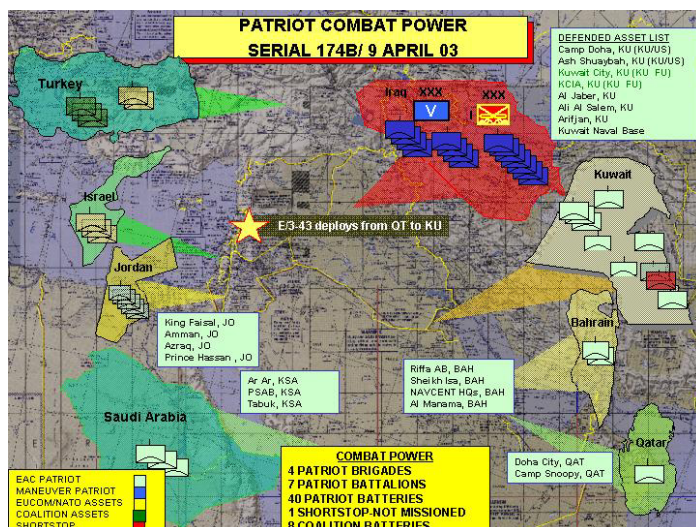 PATRIOT COMBAT POWER
SERIAL 174B/ 9 APRIL 03
DEFENDED ASSET LIST
Camp Doha, KU (KU/US)
Ash Shuaybah, KU (KU/US)
Kuwait City, KU (KU FU)
KCIA, KU (KU FU)
Al Jaber, KU
Ali Al Salem, KU
Arifjan, KU
Kuwait Naval Base
Turkey
Iraq
XXX
XXX
V
I
Israel
Kuwait
E/3-43 deploys from QT to KU
Jordan
King Faisal, JO
Amman, JO
Azraq, JO
Prince Hassan , JO
Bahrain
Ar Ar, KSA
PSAB, KSA
Tabuk, KSA
Riffa AB, BAH
Sheikh Isa, BAH
NAVCENT HQs, BAH
Al Manama, BAH
Saudi Arabia
Qatar
Doha City, QAT
Camp Snoopy, QAT
COMBAT POWER
4 PATRIOT BRIGADES
7 PATRIOT BATTALIONS
40 PATRIOT BATTERIES
1 SHORTSTOP-NOT MISSIONED
8 COALITION BATTERIES
EAC PATRIOT
MANEUVER PATRIOT
EUCOM/NATO ASSETS
COALITION ASSETS
SHORTSTOP